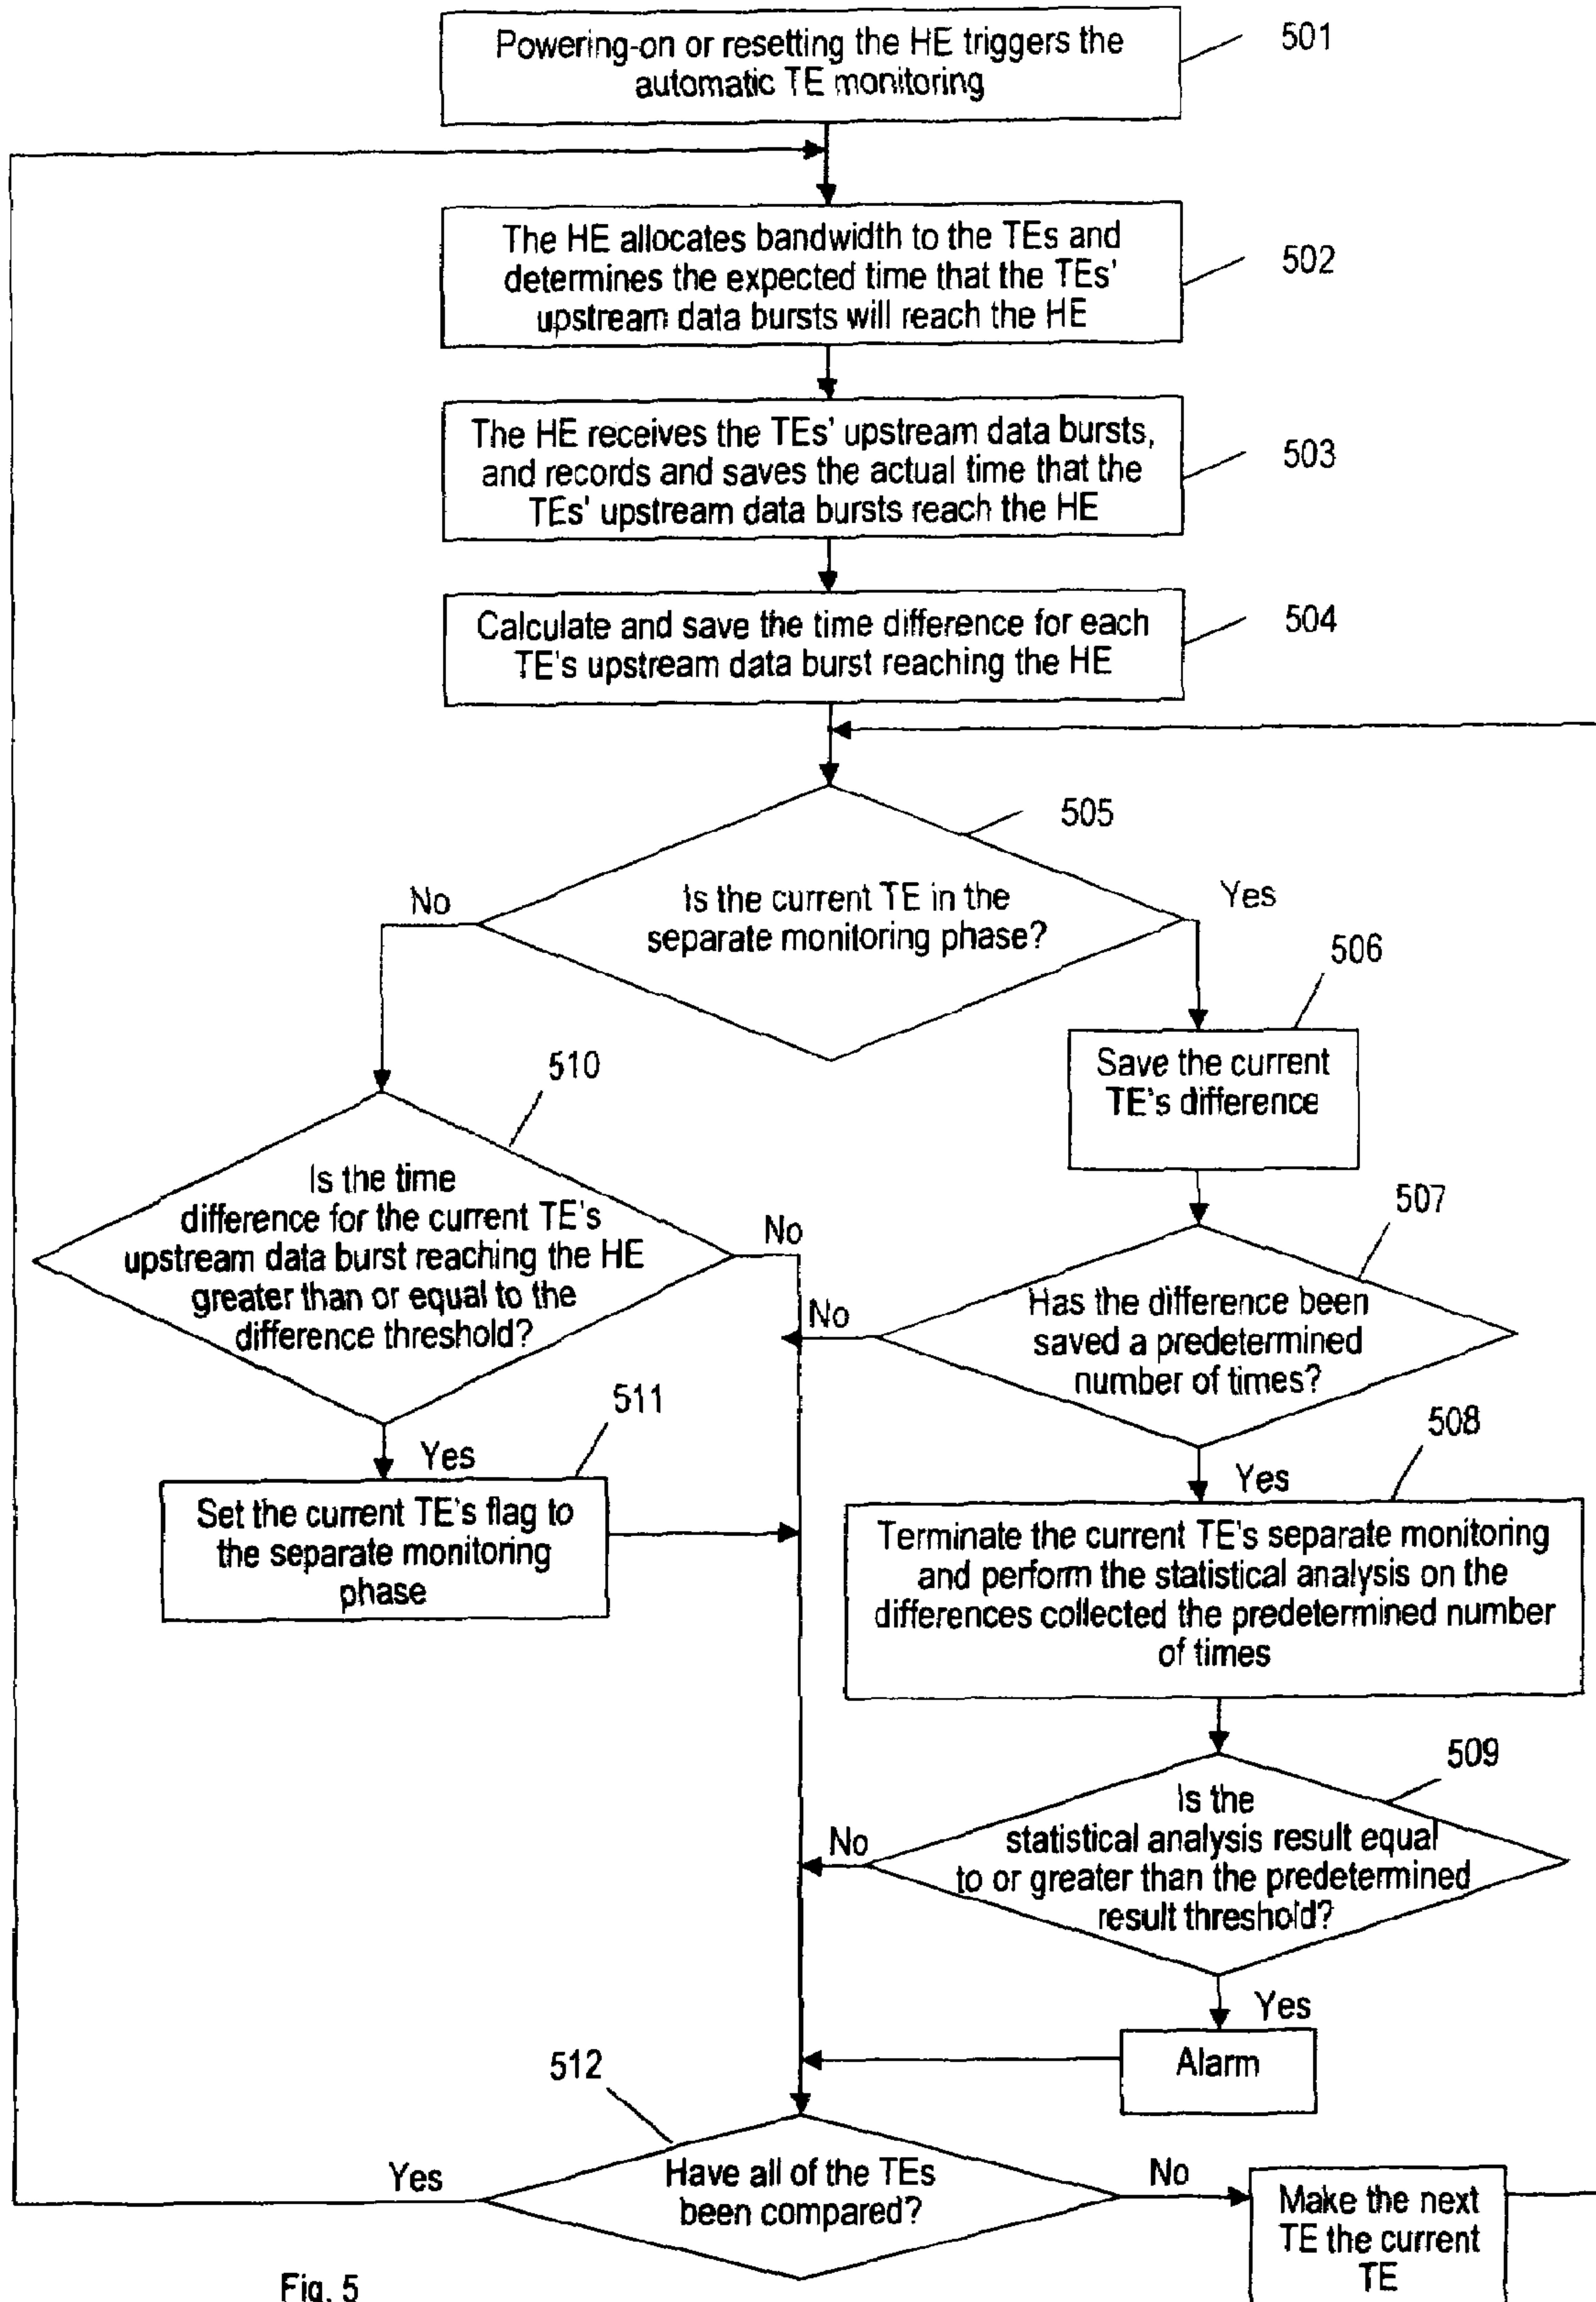 Powering-on or resetting the HE triggers the
automatic TE monitoring
501
The HE allocates bandwidth to the TEs and
determines the expected time that the TEs'
upstream data bursts will reach the HE
502
The HE receives the TEs' upstream data bursts,
and records and saves the actual time that the
TEs' upstream data bursts reach the HE
503
Calculate and save the time difference for each
TE's upstream data burst reaching the HE
504
505
Is the current TE in the
separate monitoring phase?
No
Yes
506
Save the current
TE's difference
510
Is the time
difference for the current TE's
upstream data burst reaching the HE
greater than or equal to the
difference threshold?
No
507
Has the difference been
saved a predetermined
number of times?
No
Yes
511
Set the current TE's flag to
the separate monitoring
phase
Yes
508
Terminate the current TE's separate monitoring
and perform the statistical analysis on the
differences collected the predetermined number
of times
509
Is the
statistical analysis result equal
to or greater than the predetermined
result threshold?
No
Yes
Alarm
512
Have all of the TEs
been compared?
Yes
No
Make the next
TE the current
TE
Fig. 5